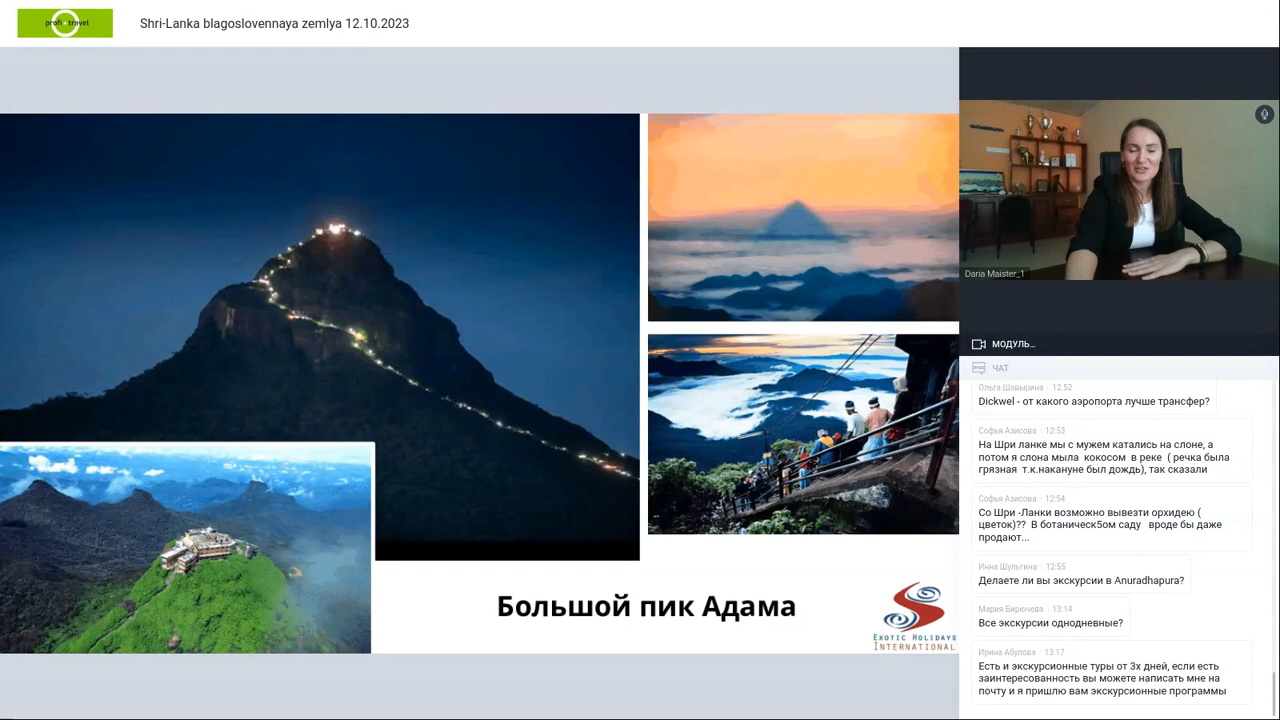 profi travel
Shri-Lanka blagoslovennaya zemlya 12.10.2023
Большой пик Адама
EXOTIC HOLIDAYS
INTERNATIONAL
Daria Maister_1
МОДУЛЬ...
ЧАТ
Ольга Шавырина 12:52
Dickwel - от какого аэропорта лучше трансфер?
Софья Азисова 12:53
На Шри ланке мы с мужем катались на слоне, а
потом я слона мыла кокосом в реке ( речка была
грязная т.к.накануне был дождь), так сказали
Софья Азисова 12:54
Со Шри -Ланки возможно вывезти орхидею (
цветок)?? В ботаническ5ом саду вроде бы даже
продают...
Инна Шульгина 12:55
Делаете ли вы экскурсии в Anuradhapura?
Мария Бирючева 13:14
Все экскурсии однодневные?
Ирина Абулова 13:17
Есть и экскурсионные туры от 3х дней, если есть
заинтересованность вы можете написать мне на
почту и я пришлю вам экскурсионные программы